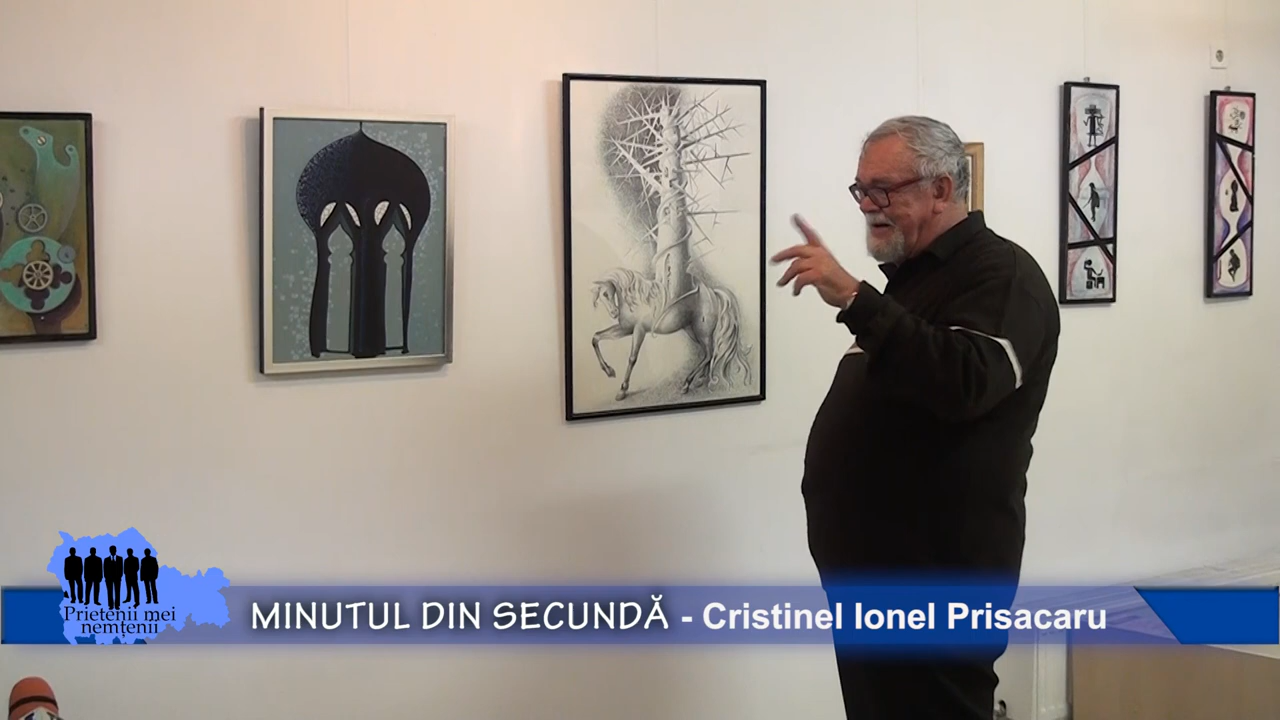 Prietenii mei
nemțenii
MINUTUL DIN SECUNDĂ - Cristinel Ionel Prisacaru